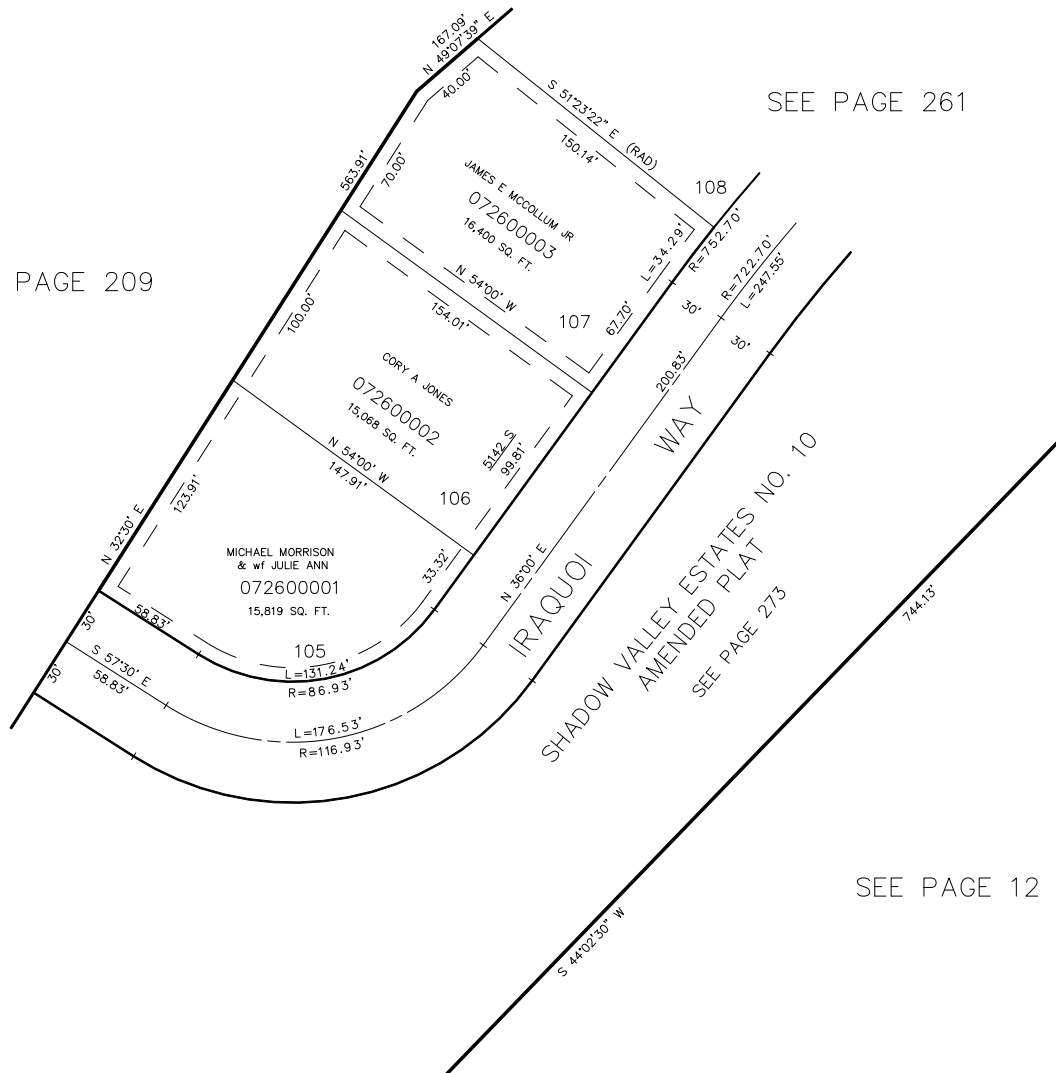 167.09'
N 49°07'39" E
40.00'
S 51°23'22" E (RAD)
150.14'
SEE PAGE 261
563.91'
70.00'
JAMES E MCCOLLUM JR
072600003
16,400 SQ. FT.
108
L=34.29'
R=752.70'
R=722.70'
L=247.55'
PAGE 209
N 54°00' W
154.01'
107
67.70'
30'
30'
100.00'
CORY A JONES
072600002
15,068 SQ. FT.
200.83'
5142 S
99.81'
N 54°00' W
147.91'
106
123.91'
N 32°30' E
MICHAEL MORRISON
& wf JULIE ANN
072600001
15,819 SQ. FT.
33.32'
N 36°00' E
IRAQUOI WAY
58.83'
105
L=131.24'
R=86.93'
30'
30'
S 57°30' E
58.83'
L=176.53'
R=116.93'
SHADOW VALLEY ESTATES NO. 10
AMENDED PLAT
SEE PAGE 273
744.13'
SEE PAGE 12
S 44°02'30" W